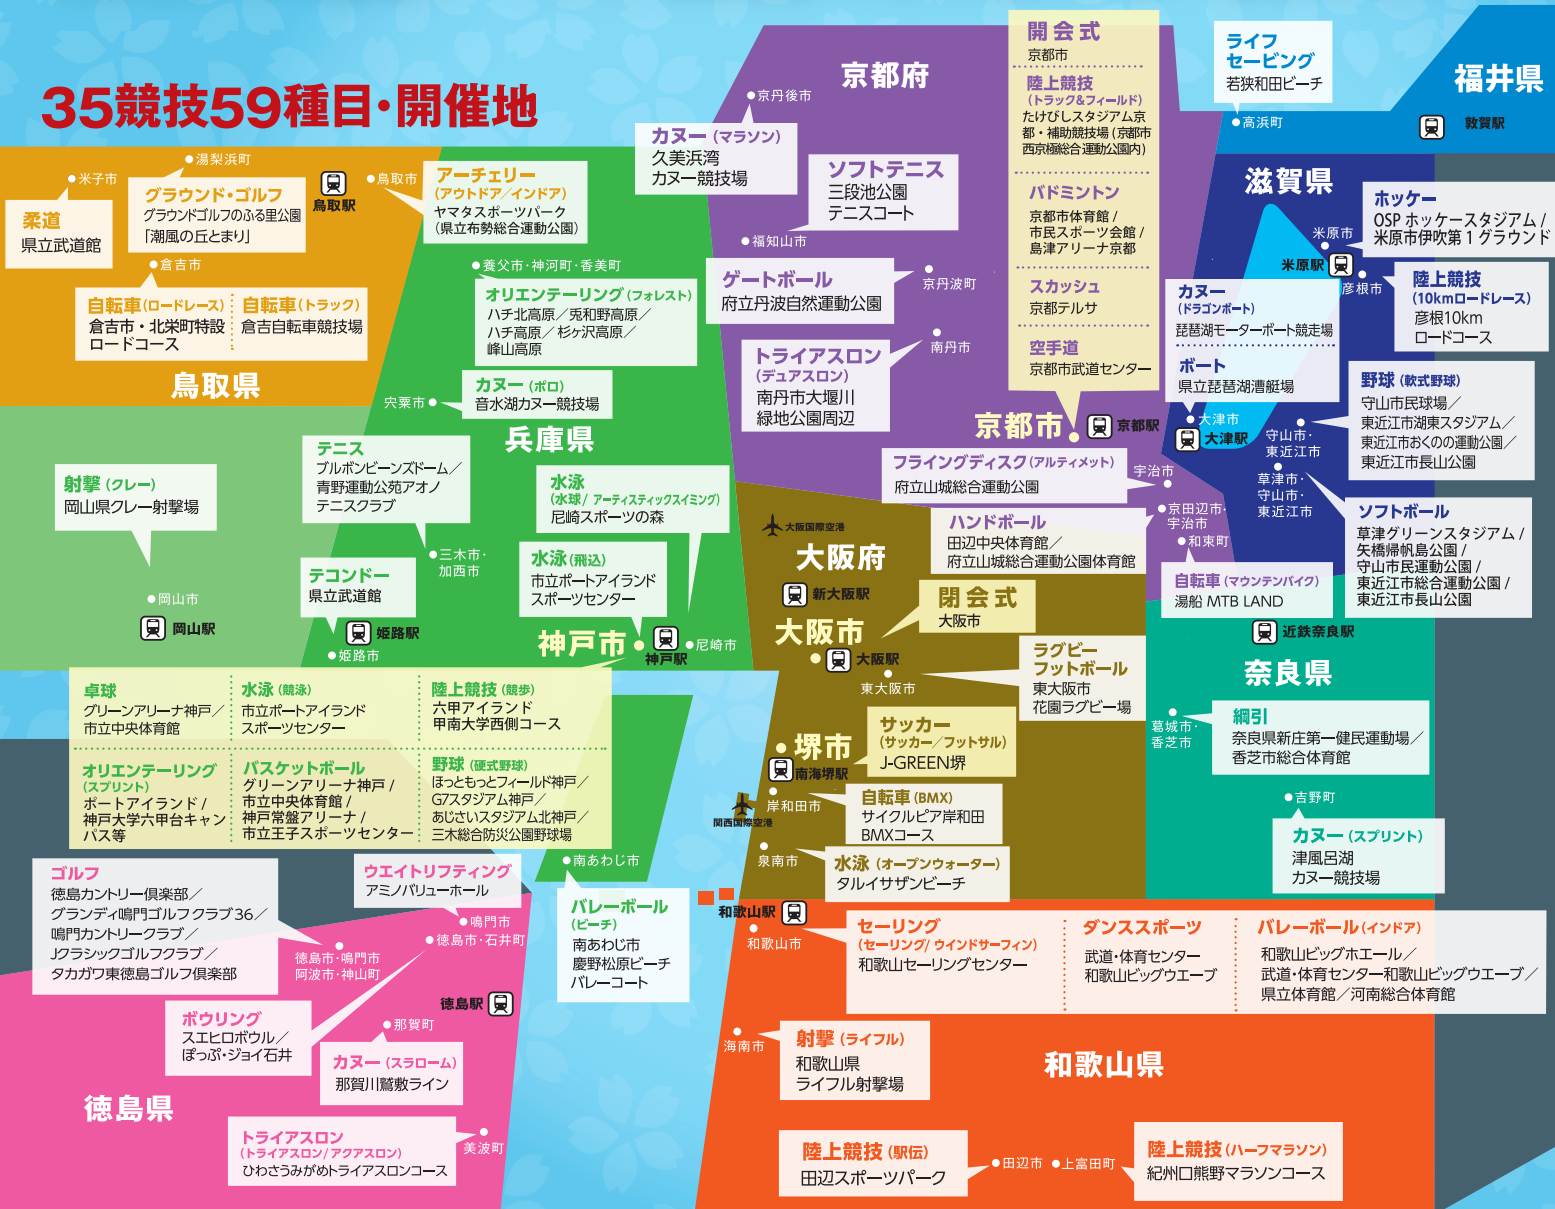 35競技59種目・開催地
鳥取県
湯梨浜町
米子市
柔道
県立武道館
グラウンド・ゴルフ
グラウンドゴルフのふる里公園
「潮風の丘とまり」
鳥取駅
鳥取市
アーチェリー
(アウトドア／インドア)
ヤマタスポーツパーク
(県立布勢総合運動公園)
倉吉市
自転車(ロードレース)
倉吉市・北栄町特設
ロードコース
自転車(トラック)
倉吉自転車競技場
射撃(クレー)
岡山県クレー射撃場
岡山市
岡山駅
兵庫県
養父市・神河町・香美町
オリエンテーリング(フォレスト)
ハチ北高原／兎和野高原／
ハチ高原／杉ヶ沢高原／
峰山高原
宍粟市
カヌー(ポロ)
音水湖カヌー競技場
テニス
ブルボンビーンズドーム／
青野運動公苑アオノ
テニスクラブ
三木市・
加西市
水泳
(水球/ アーティスティックスイミング)
尼崎スポーツの森
水泳(飛込)
市立ポートアイランド
スポーツセンター
テコンドー
県立武道館
姫路駅
姫路市
神戸市
神戸駅
尼崎市
卓球
グリーンアリーナ神戸／
市立中央体育館
水泳(競泳)
市立ポートアイランド
スポーツセンター
陸上競技(競歩)
六甲アイランド
甲南大学西側コース
オリエンテーリング
(スプリント)
ポートアイランド /
神戸大学六甲台キャン
パス等
バスケットボール
グリーンアリーナ神戸 /
市立中央体育館 /
神戸常盤アリーナ /
市立王子スポーツセンター
野球(硬式野球)
ほっともっとフィールド神戸／
G7スタジアム神戸／
あじさいスタジアム北神戸／
三木総合防災公園野球場
南あわじ市
バレーボール
(ビーチ)
南あわじ市
慶野松原ビーチ
バレーコート
京都府
京丹後市
カヌー(マラソン)
久美浜湾
カヌー競技場
ソフトテニス
三段池公園
テニスコート
福知山市
ゲートボール
府立丹波自然運動公園
京丹波町
トライアスロン
(デュアスロン)
南丹市大堰川
緑地公園周辺
南丹市
開会式
京都市
陸上競技
(トラック&フィールド)
たけびしスタジアム京
都・補助競技場(京都市
西京極総合運動公園内)
バドミントン
京都市体育館 /
市民スポーツ会館 /
島津アリーナ京都
スカッシュ
京都テルサ
空手道
京都市武道センター
京都市
京都駅
フライングディスク(アルティメット)
府立山城総合運動公園
宇治市
ハンドボール
田辺中央体育館／
府立山城総合運動公園体育館
京田辺市・
宇治市
和束町
自転車(マウンテンバイク)
湯船 MTB LAND
福井県
ライフ
セービング
若狭和田ビーチ
高浜町
敦賀駅
滋賀県
ホッケー
OSP ホッケースタジアム /
米原市伊吹第1グラウンド
米原市
米原駅
彦根市
陸上競技
(10kmロードレース)
彦根10km
ロードコース
カヌー
(ドラゴンボート)
琵琶湖モーターボート競走場
ボート
県立琵琶湖漕艇場
大津市
大津駅
野球(軟式野球)
守山市民球場／
東近江市湖東スタジアム／
東近江市おくのの運動公園／
東近江市長山公園
守山市・
東近江市
草津市・
守山市・
東近江市
ソフトボール
草津グリーンスタジアム /
矢橋帰帆島公園 /
守山市民運動公園 /
東近江市総合運動公園 /
東近江市長山公園
大阪府
大阪国際空港
新大阪駅
閉会式
大阪市
大阪市
大阪駅
東大阪市
ラグビー
フットボール
東大阪市
花園ラグビー場
堺市
南海堺駅
サッカー
(サッカー／フットサル)
J-GREEN堺
関西国際空港
岸和田市
自転車(BMX)
サイクルピア岸和田
BMXコース
泉南市
水泳(オープンウォーター)
タルイサザンビーチ
近鉄奈良駅
奈良県
葛城市・
香芝市
綱引
奈良県新庄第一健民運動場／
香芝市総合体育館
吉野町
カヌー(スプリント)
津風呂湖
カヌー競技場
ゴルフ
徳島カントリー倶楽部／
グランディ鳴門ゴルフクラブ36／
鳴門カントリークラブ／
Jクラシックゴルフクラブ／
タカガワ東徳島ゴルフ倶楽部
ウエイトリフティング
アミノバリューホール
鳴門市
徳島市・石井町
徳島市・鳴門市
阿波市・神山町
ボウリング
スエヒロボウル／
ぽっぷ・ジョイ石井
徳島駅
那賀町
カヌー(スラローム)
那賀川鷲敷ライン
徳島県
トライアスロン
(トライアスロン/ アクアスロン)
ひわさうみがめトライアスロンコース
美波町
和歌山駅
和歌山市
セーリング
(セーリング/ ウインドサーフィン)
和歌山セーリングセンター
ダンススポーツ
武道・体育センター
和歌山ビッグウエーブ
バレーボール(インドア)
和歌山ビッグホエール／
武道・体育センター和歌山ビッグウエーブ／
県立体育館／河南総合体育館
海南市
射撃(ライフル)
和歌山県
ライフル射撃場
和歌山県
陸上競技(駅伝)
田辺スポーツパーク
田辺市
上富田町
陸上競技(ハーフマラソン)
紀州口熊野マラソンコース